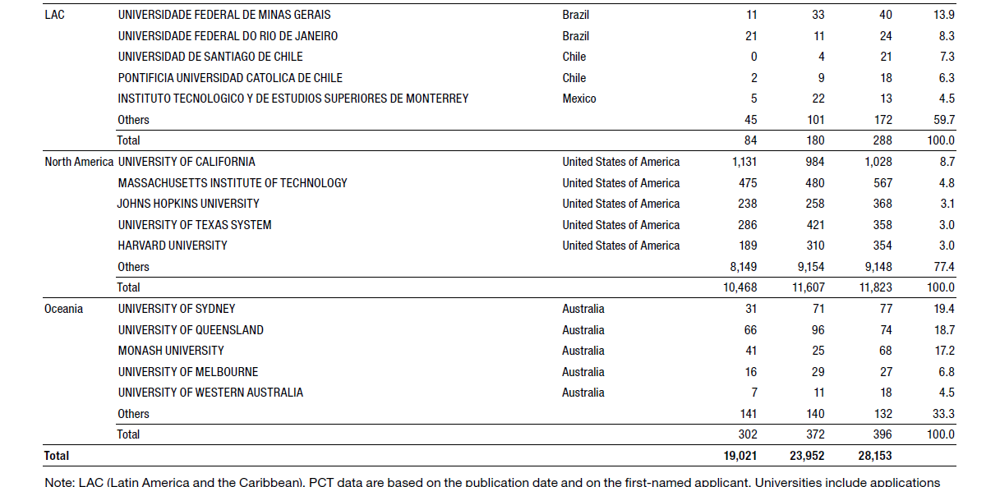 LAC UNIVERSIDADE FEDERAL DE MINAS GERAIS Brazil 11 33 40 13.9
UNIVERSIDADE FEDERAL DO RIO DE JANEIRO Brazil 21 11 24 8.3
UNIVERSIDAD DE SANTIAGO DE CHILE Chile 0 4 21 7.3
PONTIFICIA UNIVERSIDAD CATOLICA DE CHILE Chile 2 9 18 6.3
INSTITUTO TECNOLOGICO Y DE ESTUDIOS SUPERIORES DE MONTERREY Mexico 5 22 13 4.5
Others 45 101 172 59.7
Total 84 180 288 100.0
North America UNIVERSITY OF CALIFORNIA United States of America 1,131 984 1,028 8.7
MASSACHUSETTS INSTITUTE OF TECHNOLOGY United States of America 475 480 567 4.8
JOHNS HOPKINS UNIVERSITY United States of America 238 258 368 3.1
UNIVERSITY OF TEXAS SYSTEM United States of America 286 421 358 3.0
HARVARD UNIVERSITY United States of America 189 310 354 3.0
Others 8,149 9,154 9,148 77.4
Total 10,468 11,607 11,823 100.0
Oceania UNIVERSITY OF SYDNEY Australia 31 71 77 19.4
UNIVERSITY OF QUEENSLAND Australia 66 96 74 18.7
MONASH UNIVERSITY Australia 41 25 68 17.2
UNIVERSITY OF MELBOURNE Australia 16 29 27 6.8
UNIVERSITY OF WESTERN AUSTRALIA Australia 7 11 18 4.5
Others 141 140 132 33.3
Total 302 372 396 100.0
Total 19,021 23,952 28,153
Note: LAC (Latin America and the Caribbean). PCT data are based on the publication date and on the first-named applicant. Universities include applications